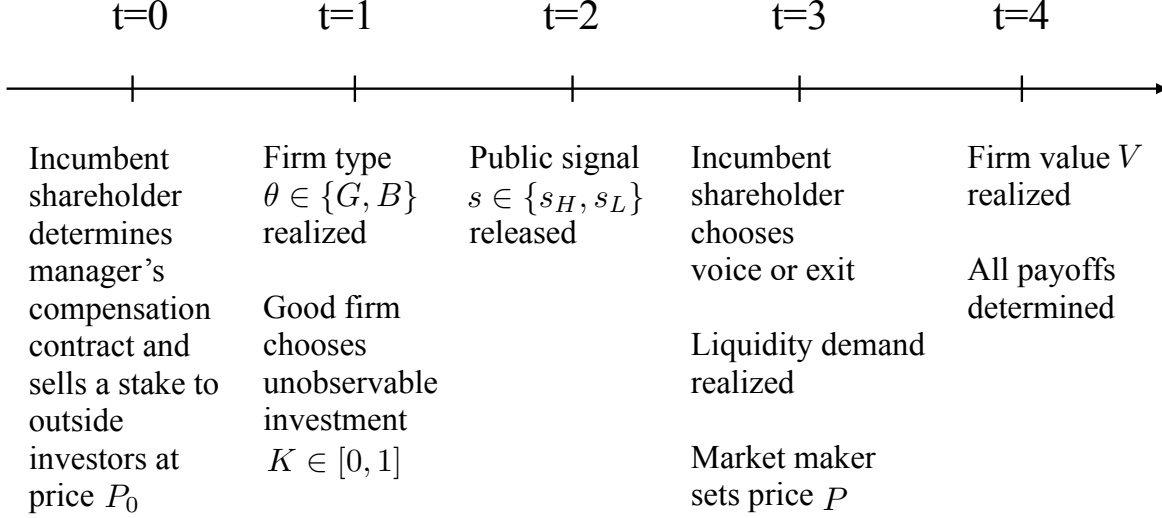 t=0
t=1
t=2
t=3
t=4
Incumbent
shareholder
determines
manager's
compensation
contract and
sells a stake to
outside
investors at
price P₀
Firm type
θ ∈ {G, B}
realized
Good firm
chooses
unobservable
investment
K ∈ [0, 1]
Public signal
s ∈ {s_H, s_L}
released
Incumbent
shareholder
chooses
voice or exit
Liquidity demand
realized
Market maker
sets price P
Firm value V
realized
All payoffs
determined